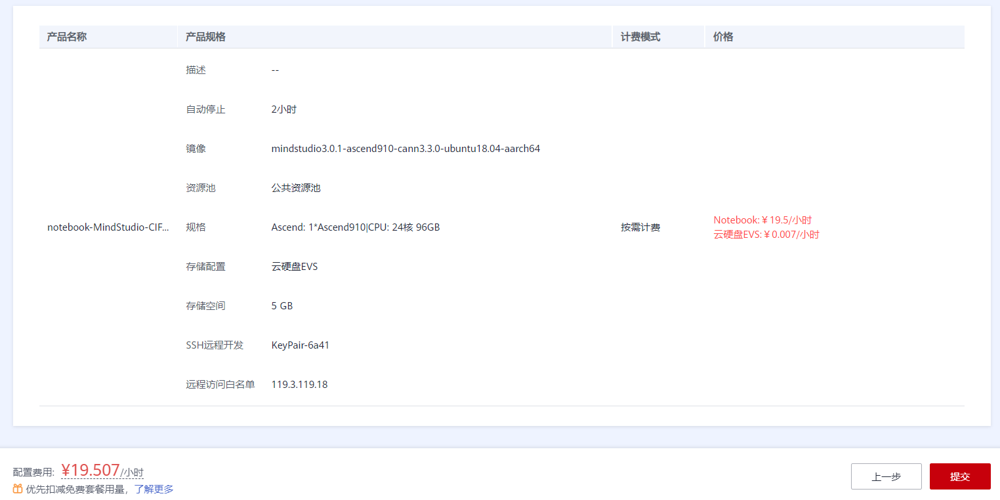 产品名称 产品规格 计费模式 价格
描述 --
自动停止 2小时
镜像 mindstudio3.0.1-ascend910-cann3.3.0-ubuntu18.04-aarch64
资源池 公共资源池
notebook-MindStudio-CIF... 规格 Ascend: 1*Ascend910|CPU: 24核 96GB 按需计费
Notebook:￥19.5/小时
云硬盘EVS:￥0.007/小时
存储配置 云硬盘EVS
存储空间 5 GB
SSH远程开发 KeyPair-6a41
远程访问白名单 119.3.119.18
配置费用: ¥19.507/小时
优先扣减免费套餐用量，了解更多
上一步 提交